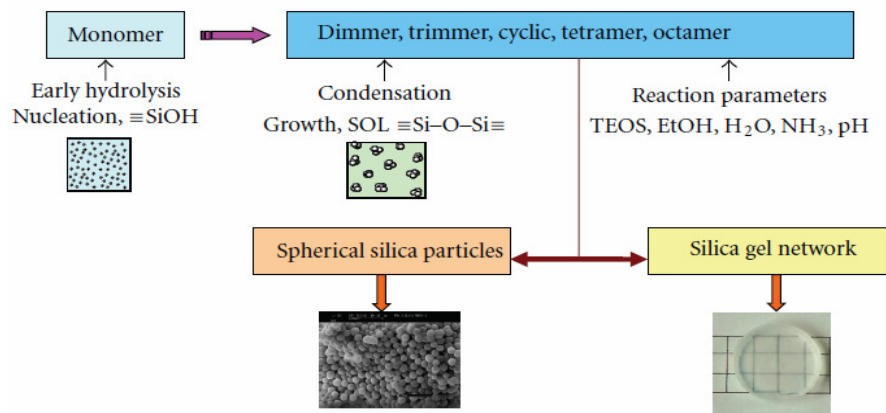 Monomer
Dimmer, trimmer, cyclic, tetramer, octamer
Early hydrolysis
Nucleation, ≡SiOH
Condensation
Growth, SOL ≡Si–O–Si≡
Reaction parameters
TEOS, EtOH, H₂O, NH₃, pH
Spherical silica particles
Silica gel network